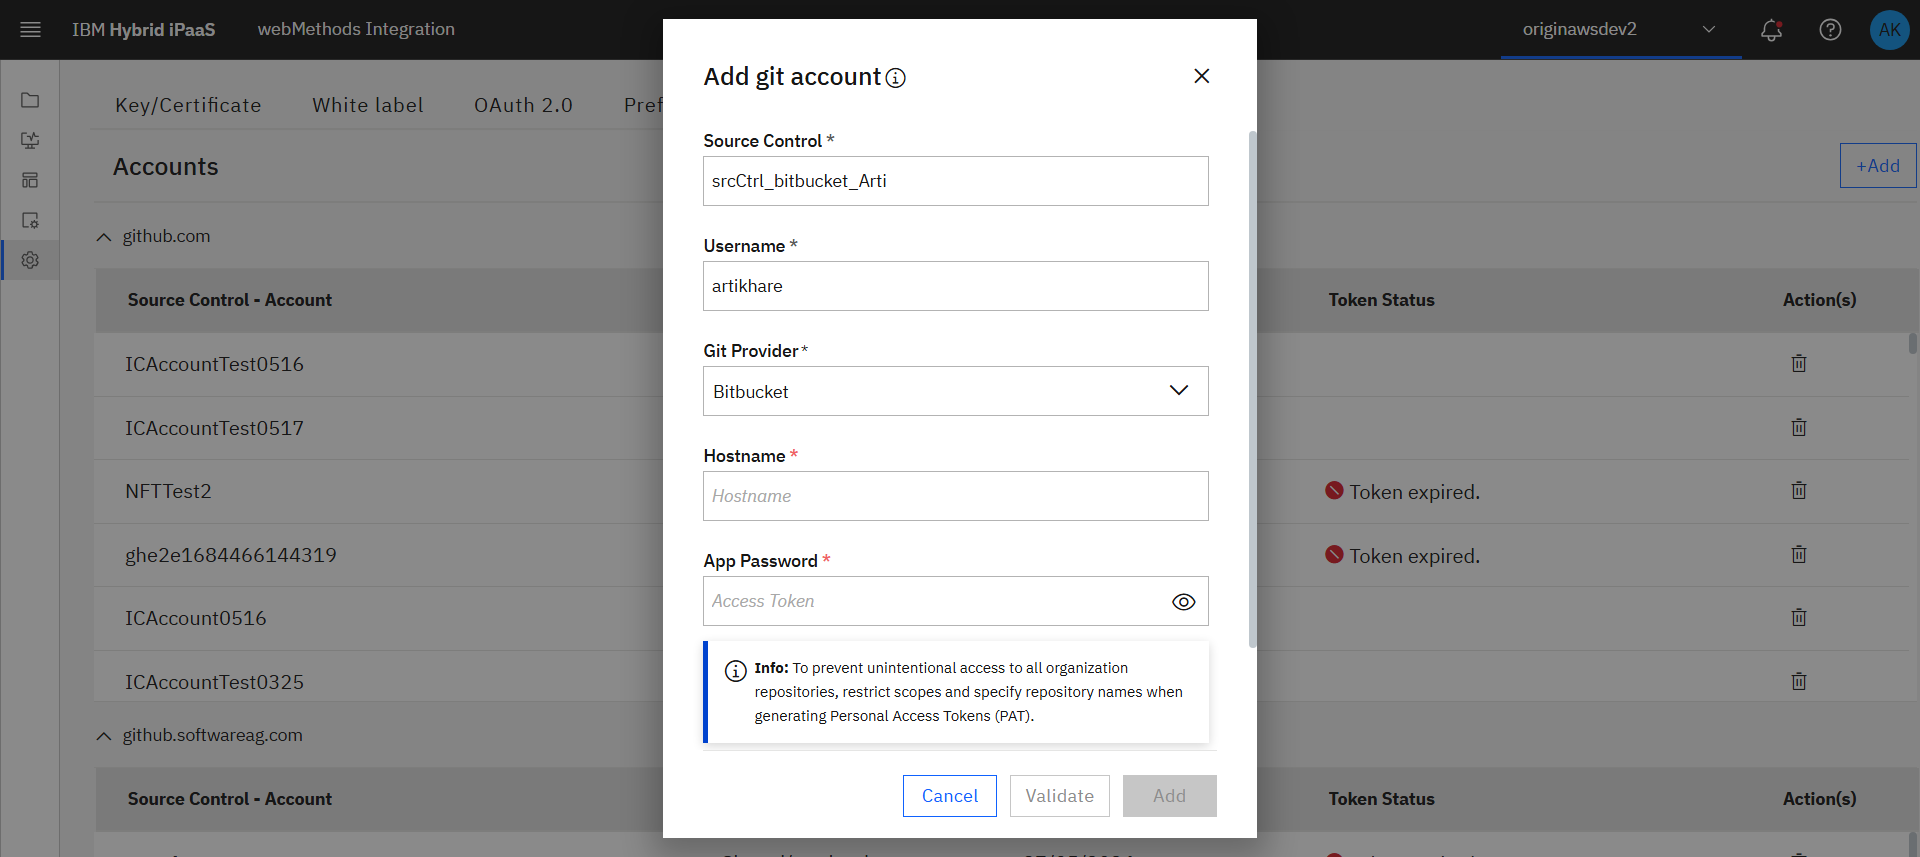 IBM Hybrid iPaaS
webMethods Integration
originawsdev2
AK
Key/Certificate
White label
OAuth 2.0
Pref
Accounts
+Add
github.com
Source Control - Account
Token Status
Action(s)
ICAccountTest0516
ICAccountTest0517
NFTTest2
Token expired.
ghe2e1684466144319
Token expired.
ICAccount0516
ICAccountTest0325
github.softwareag.com
Source Control - Account
Token Status
Action(s)
Add git account
Source Control *
srcCtrl_bitbucket_Arti
Username *
artikhare
Git Provider*
Bitbucket
Hostname *
Hostname
App Password *
Access Token
Info: To prevent unintentional access to all organization
repositories, restrict scopes and specify repository names when
generating Personal Access Tokens (PAT).
Cancel
Validate
Add